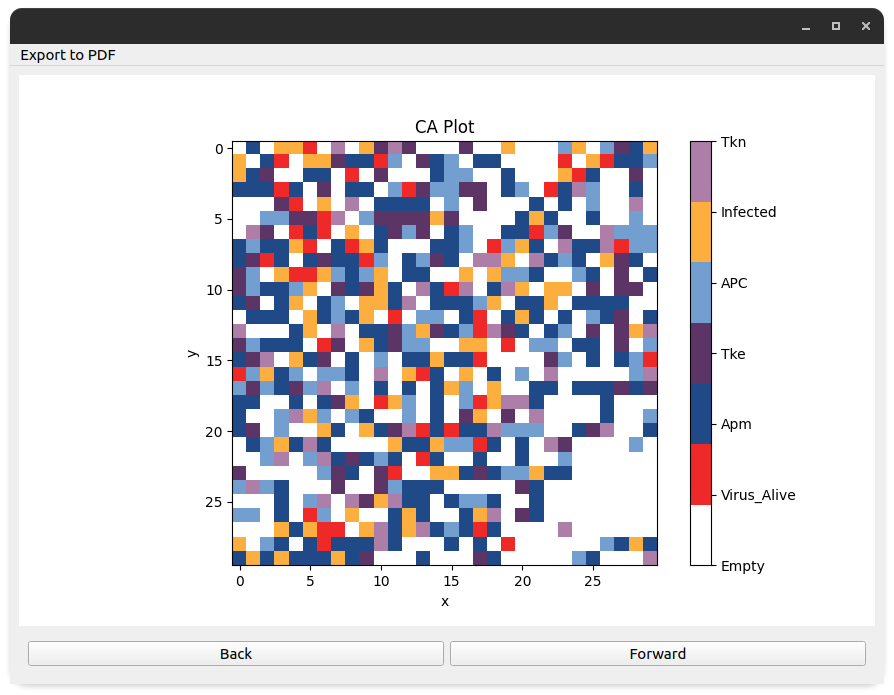 Export to PDF
CA Plot
Tkn
Infected
APC
Tke
Apm
Virus_Alive
Empty
y
0
5
10
15
20
25
0 5 10 15 20 25
x
Back Forward